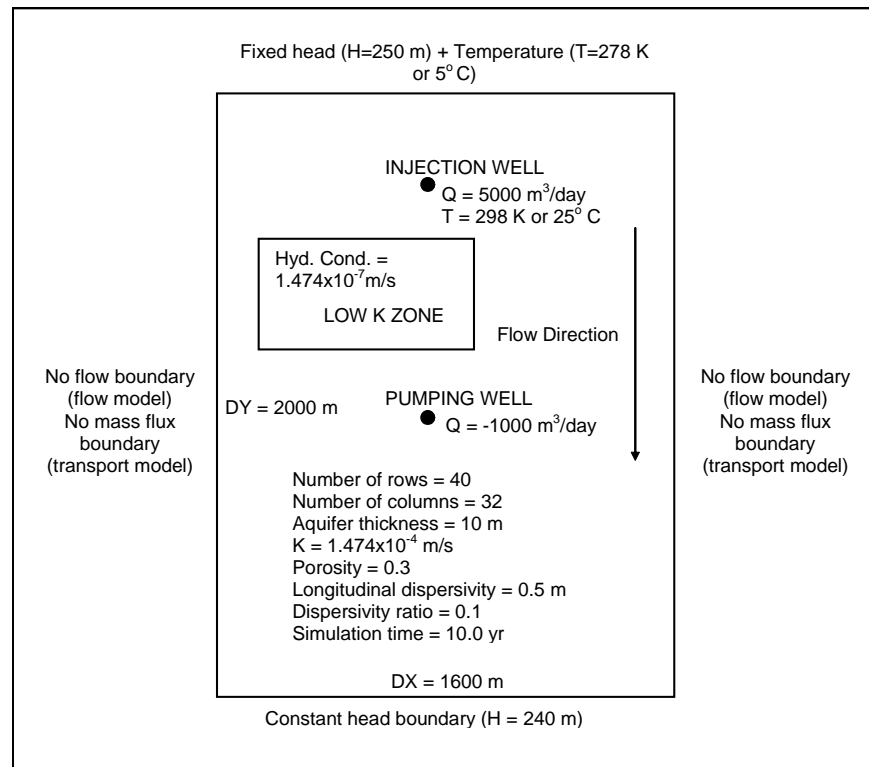 Fixed head (H=250 m) + Temperature (T=278 K
or 5° C)
INJECTION WELL
Q = 5000 m³/day
T = 298 K or 25° C
Hyd. Cond. =
1.474x10⁻⁷m/s
LOW K ZONE
Flow Direction
No flow boundary
(flow model)
No mass flux
boundary
(transport model)
DY = 2000 m
PUMPING WELL
Q = -1000 m³/day
No flow boundary
(flow model)
No mass flux
boundary
(transport model)
Number of rows = 40
Number of columns = 32
Aquifer thickness = 10 m
K = 1.474x10⁻⁴ m/s
Porosity = 0.3
Longitudinal dispersivity = 0.5 m
Dispersivity ratio = 0.1
Simulation time = 10.0 yr
DX = 1600 m
Constant head boundary (H = 240 m)